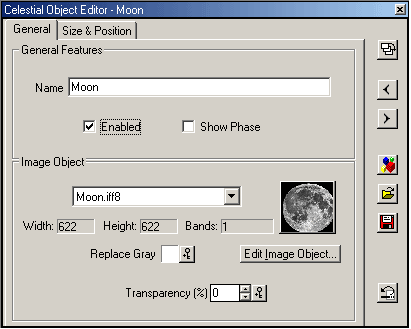 Celestial Object Editor - Moon
General Size & Position
General Features
Name Moon
Enabled Show Phase
Image Object
Moon.iff8
Width: 622 Height: 622 Bands: 1
Replace Gray Edit Image Object...
Transparency (%) 0